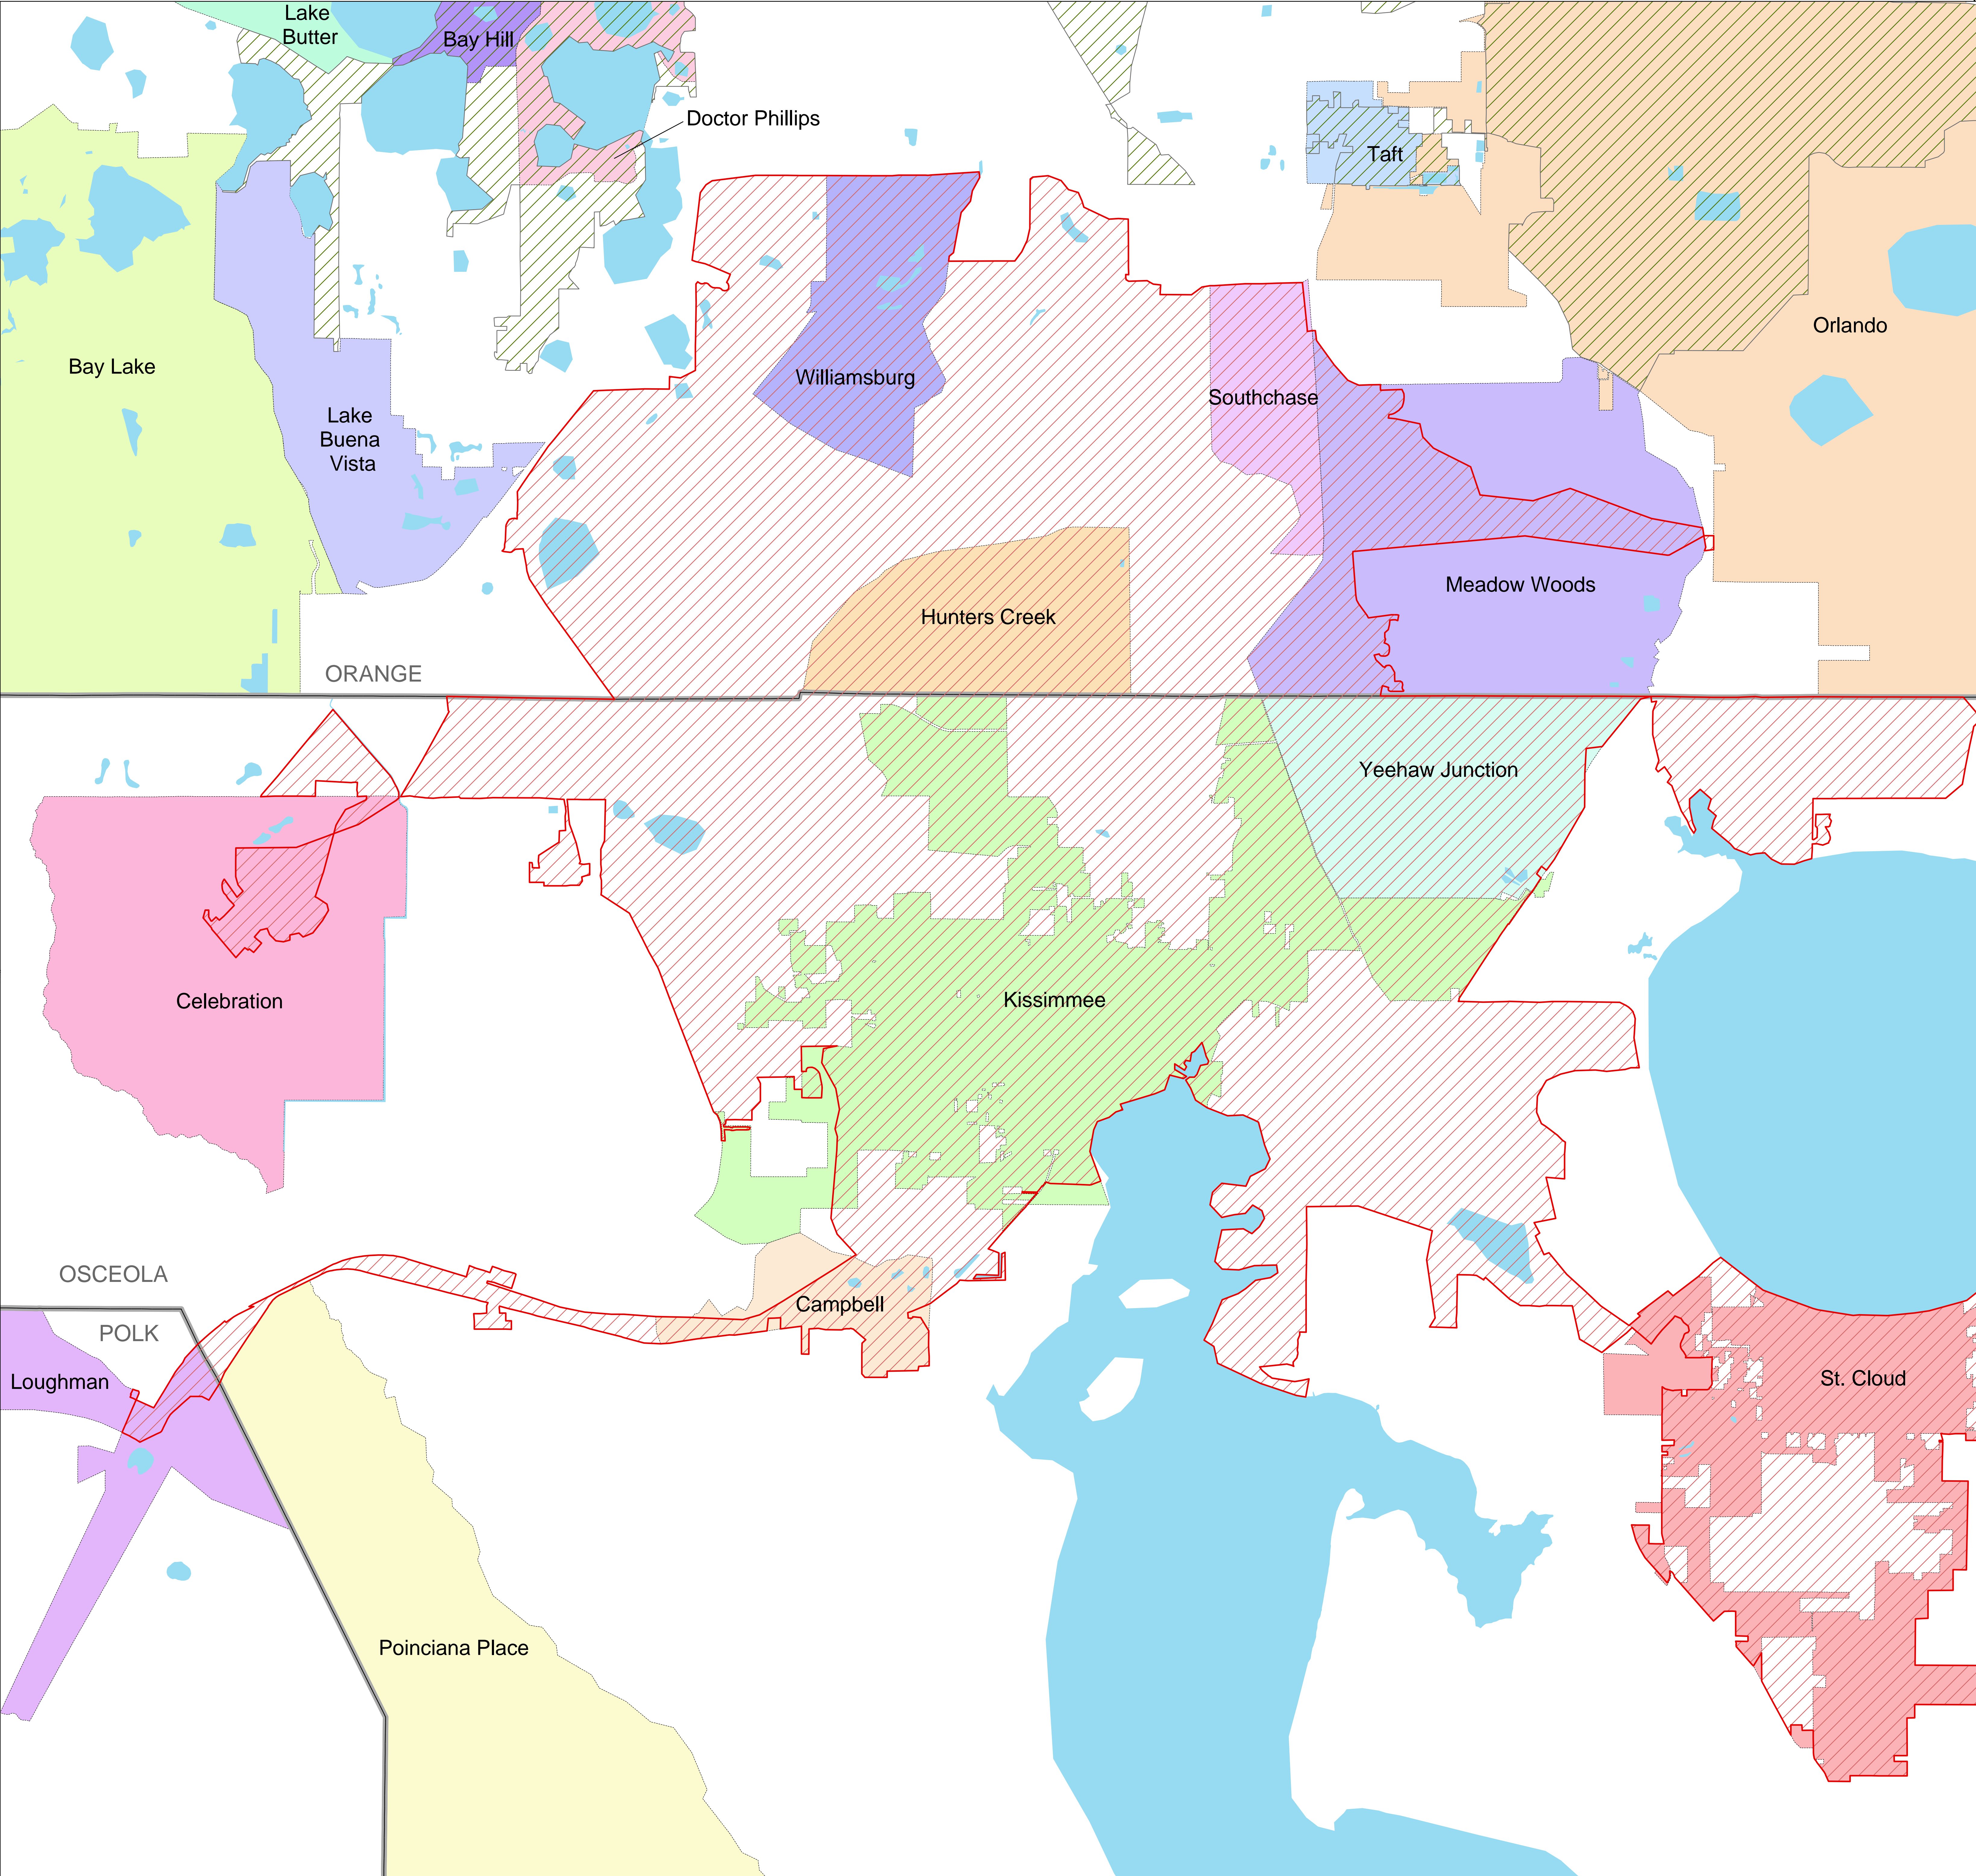 Lake
Butter
Bay Hill
Doctor Phillips
Taft
Orlando
Bay Lake
Williamsburg
Southchase
Lake
Buena
Vista
Meadow Woods
Hunters Creek
ORANGE
Yeehaw Junction
Celebration
Kissimmee
OSCEOLA
Campbell
POLK
Loughman
St. Cloud
Poinciana Place